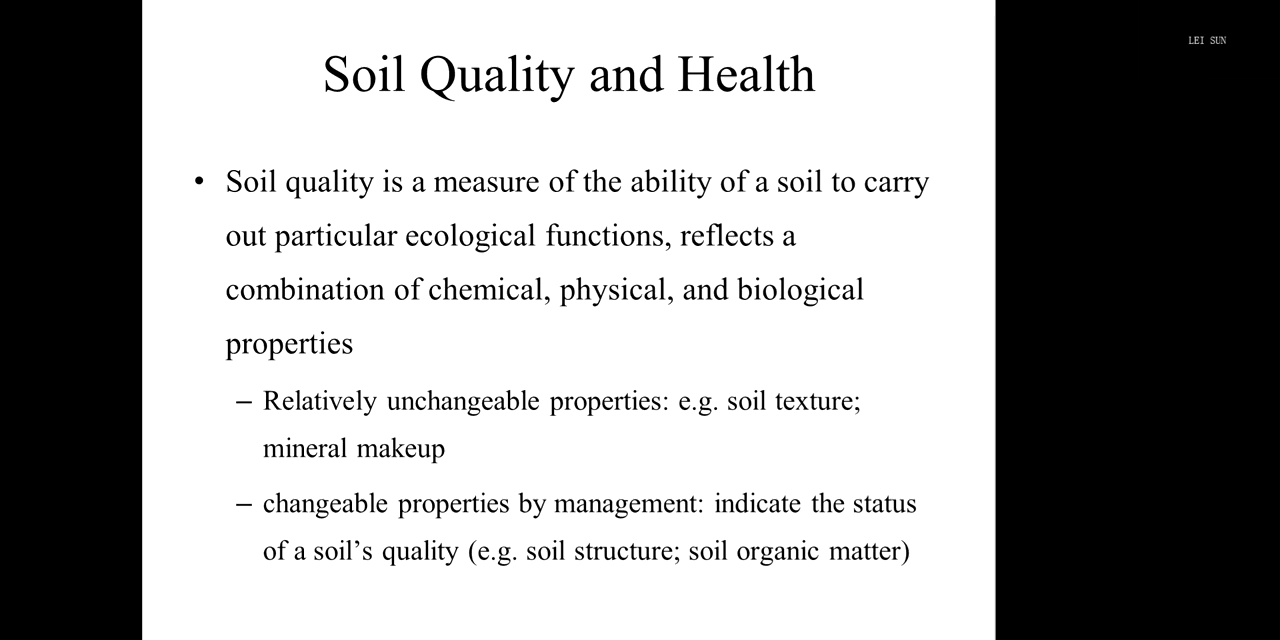 Soil Quality and Health
LEI SUN
• Soil quality is a measure of the ability of a soil to carry
out particular ecological functions, reflects a
combination of chemical, physical, and biological
properties
– Relatively unchangeable properties: e.g. soil texture;
mineral makeup
– changeable properties by management: indicate the status
of a soil’s quality (e.g. soil structure; soil organic matter)